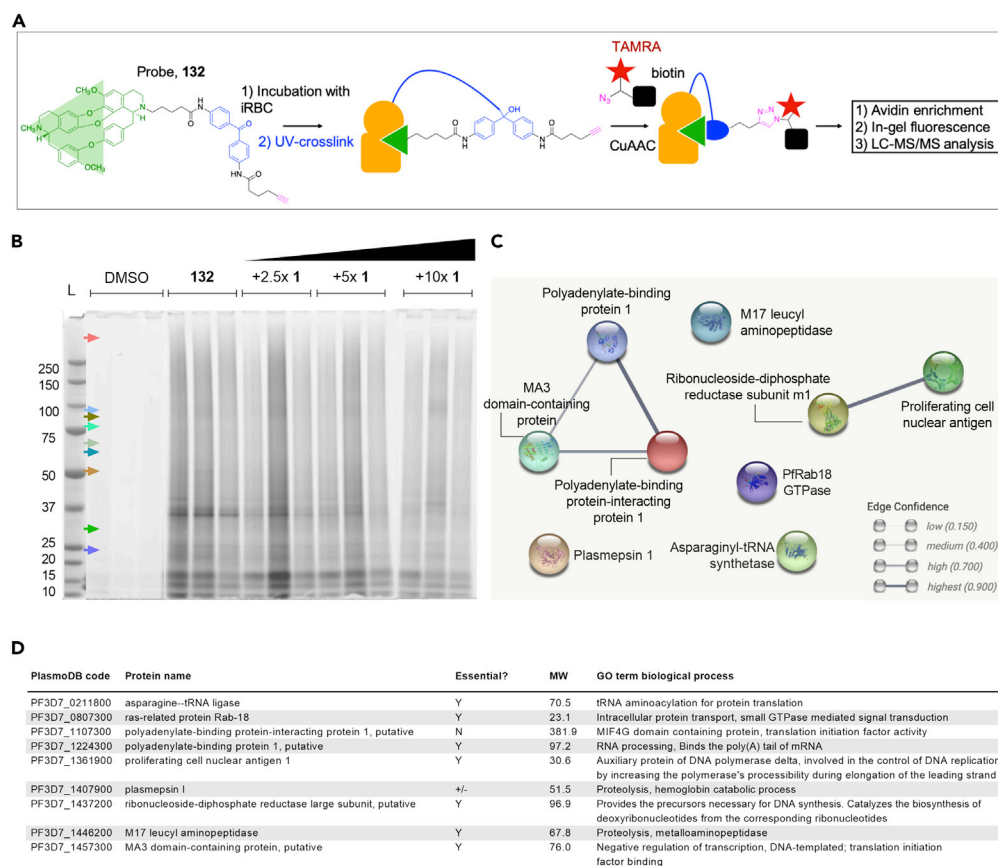 A
Probe, 132
CH₃O
O
O
N
H
CH₃N
H
O
OCH₃
O
N
H
O
HN
O
1) Incubation with
iRBC
2) UV-crosslink
OH
O
N
H
N
H
O
TAMRA
biotin
N₃
CuAAC
N=N
N
1) Avidin enrichment
2) In-gel fluorescence
3) LC-MS/MS analysis
B
L
DMSO
132
+2.5x 1
+5x 1
+10x 1
250
150
100
75
50
37
25
20
15
10
C
Polyadenylate-binding
protein 1
M17 leucyl
aminopeptidase
MA3
domain-containing
protein
Ribonucleoside-diphosphate
reductase subunit m1
Proliferating cell
nuclear antigen
Polyadenylate-binding
protein-interacting
protein 1
PfRab18
GTPase
Plasmepsin 1
Asparaginyl-tRNA
synthetase
Edge Confidence
low (0.150)
medium (0.400)
high (0.700)
highest (0.900)
D
PlasmoDB code Protein name Essential? MW GO term biological process
PF3D7_0211800 asparagine--tRNA ligase Y 70.5 tRNA aminoacylation for protein translation
PF3D7_0807300 ras-related protein Rab-18 Y 23.1 Intracellular protein transport, small GTPase mediated signal transduction
PF3D7_1107300 polyadenylate-binding protein-interacting protein 1, putative N 381.9 MIF4G domain containing protein, translation initiation factor activity
PF3D7_1224300 polyadenylate-binding protein 1, putative Y 97.2 RNA processing, Binds the poly(A) tail of mRNA
PF3D7_1361900 proliferating cell nuclear antigen 1 Y 30.6 Auxiliary protein of DNA polymerase delta, involved in the control of DNA replication
by increasing the polymerase's processibility during elongation of the leading strand
PF3D7_1407900 plasmepsin I +/- 51.5 Proteolysis, hemoglobin catabolic process
PF3D7_1437200 ribonucleoside-diphosphate reductase large subunit, putative Y 96.9 Provides the precursors necessary for DNA synthesis. Catalyzes the biosynthesis of
deoxyribonucleotides from the corresponding ribonucleotides
PF3D7_1446200 M17 leucyl aminopeptidase Y 67.8 Proteolysis, metalloaminopeptidase
PF3D7_1457300 MA3 domain-containing protein, putative Y 76.0 Negative regulation of transcription, DNA-templated; translation initiation
factor binding